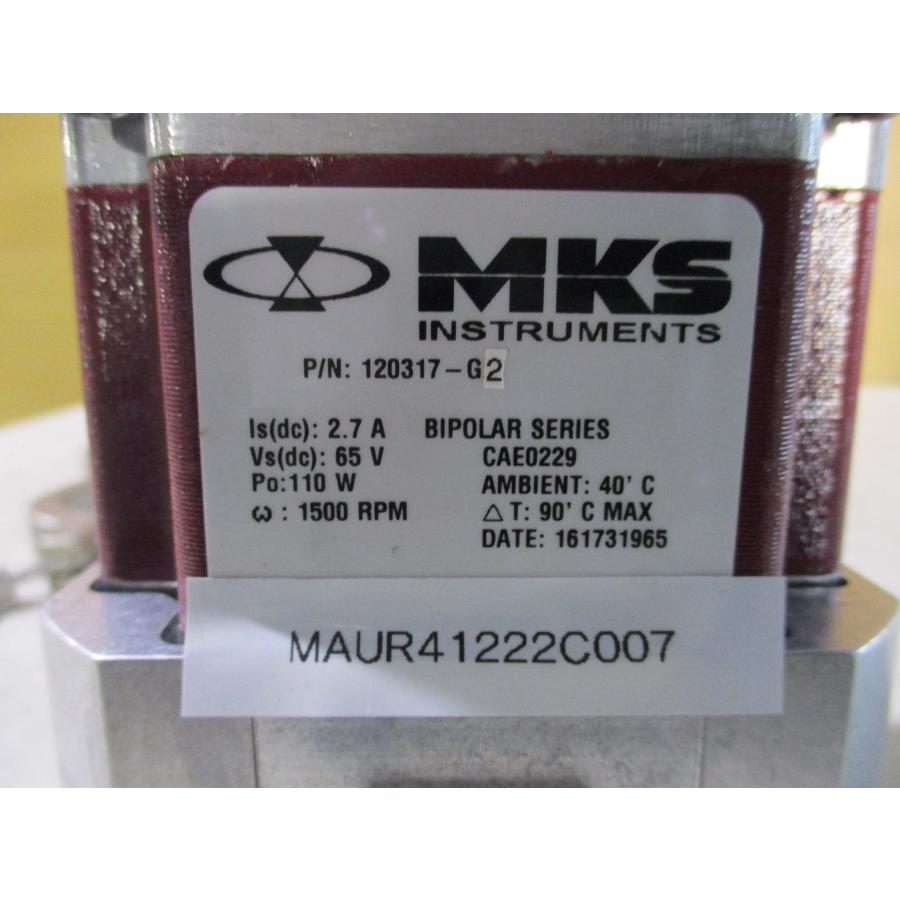 MKS
INSTRUMENTS
P/N: 120317-G2
Is(dc): 2.7 A BIPOLAR SERIES
Vs(dc): 65 V CAE0229
Po:110 W AMBIENT: 40' C
ω : 1500 RPM △ T: 90' C MAX
DATE: 161731965
MAUR41222C007